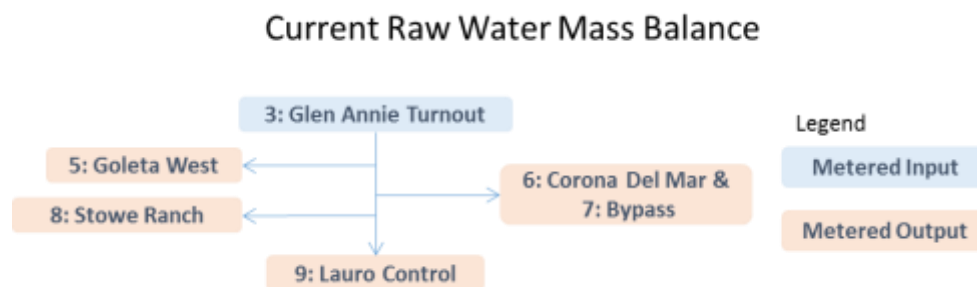 Current Raw Water Mass Balance
3: Glen Annie Turnout
Legend
5: Goleta West
Metered Input
6: Corona Del Mar &
7: Bypass
8: Stowe Ranch
Metered Output
9: Lauro Control